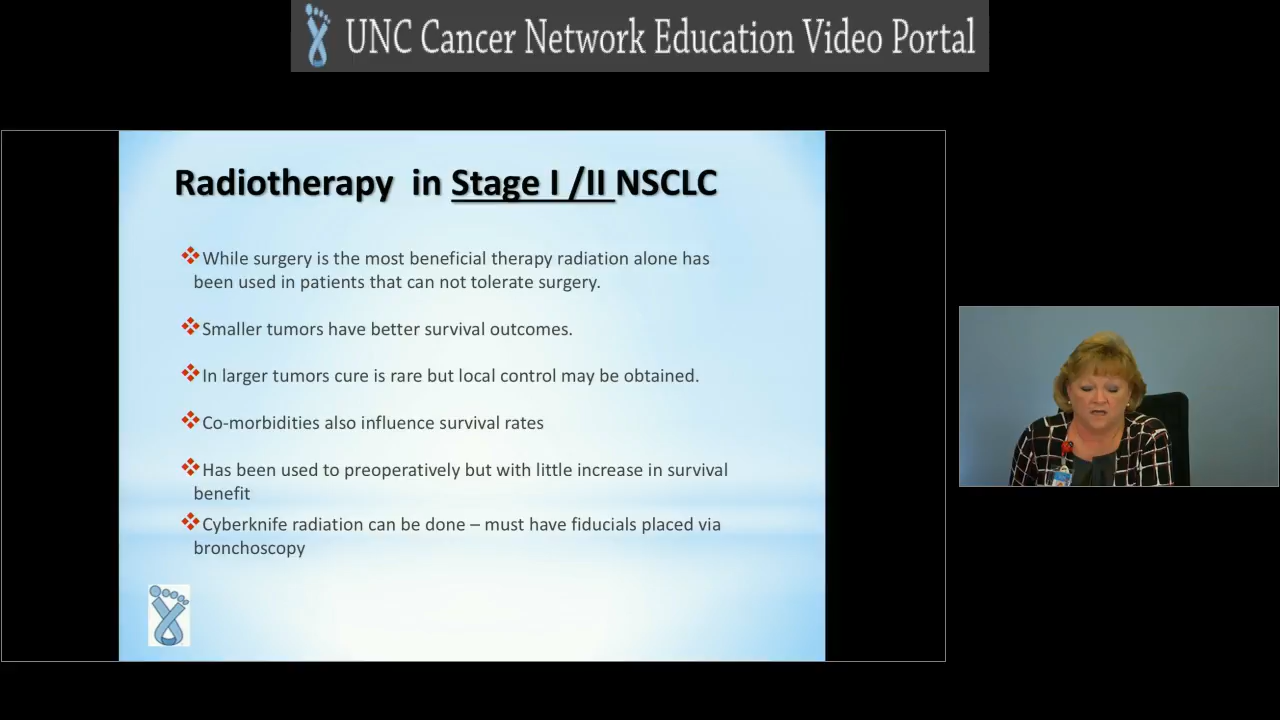 UNC Cancer Network Education Video Portal
Radiotherapy in Stage I /II NSCLC
While surgery is the most beneficial therapy radiation alone has
been used in patients that can not tolerate surgery.
Smaller tumors have better survival outcomes.
In larger tumors cure is rare but local control may be obtained.
Co-morbidities also influence survival rates
Has been used to preoperatively but with little increase in survival
benefit
Cyberknife radiation can be done – must have fiducials placed via
bronchoscopy